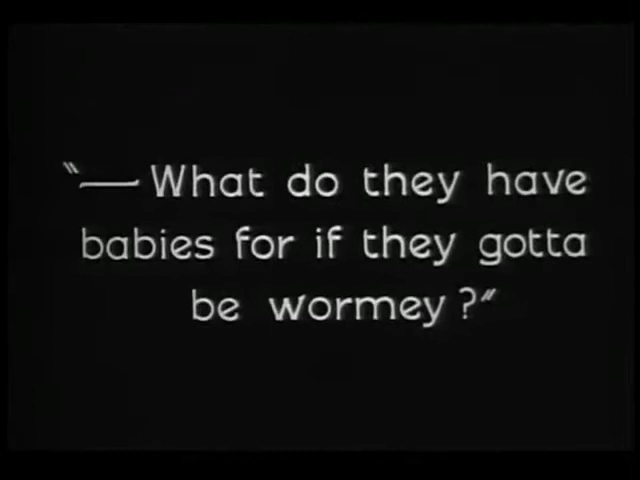 "—What do they have
babies for if they gotta
be wormey?"